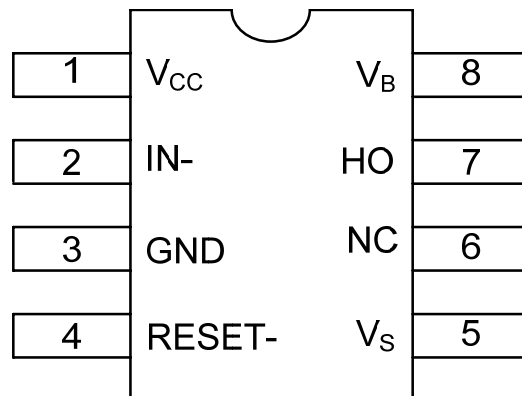 1 VCC VB 8
2 IN- HO 7
3 GND NC 6
4 RESET- VS 5